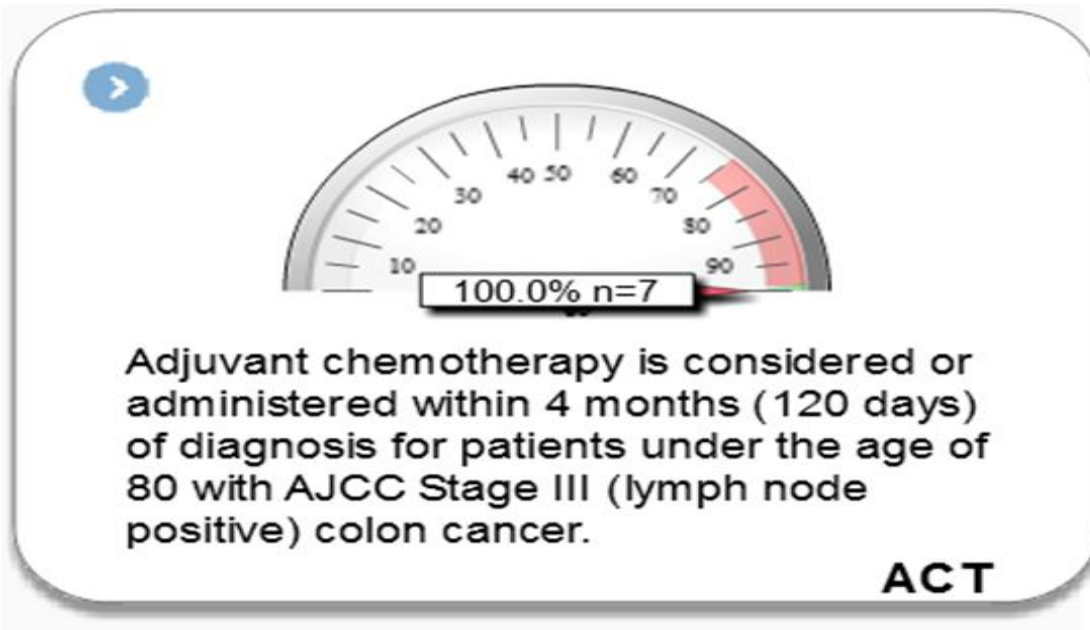 40 50 60
30 70
20 80
10 90
100.0% n=7
Adjuvant chemotherapy is considered or
administered within 4 months (120 days)
of diagnosis for patients under the age of
80 with AJCC Stage III (lymph node
positive) colon cancer.
ACT